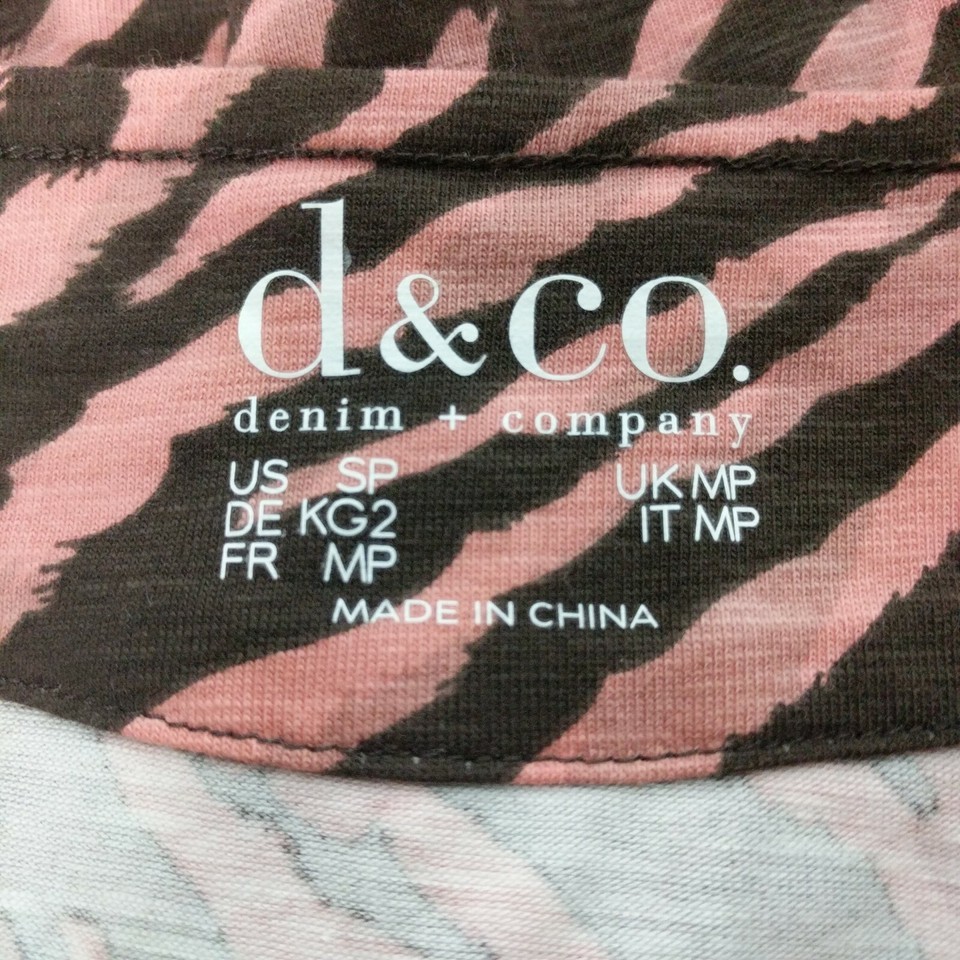 d&co.
denim + company
US SP UK MP
DE KG2 IT MP
FR MP
MADE IN CHINA